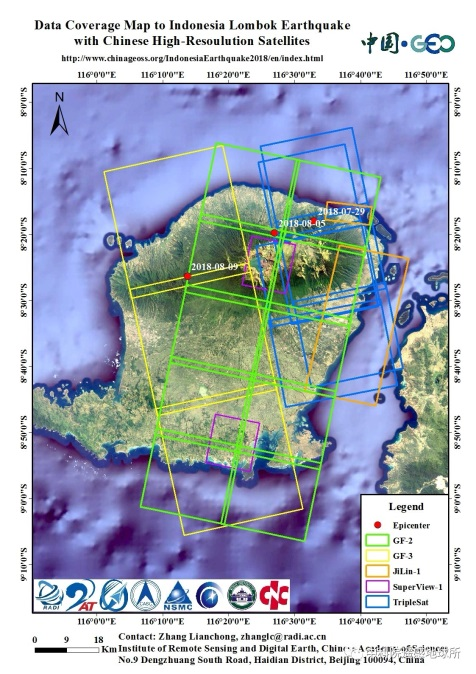 Data Coverage Map to Indonesia Lombok Earthquake
with Chinese High-Resoulution Satellites
http://www.chinageoss.org/IndonesiaEarthquake2018/en/index.html
中国·GEO
116°0'0"E 116°10'0"E 116°20'0"E 116°30'0"E 116°40'0"E 116°50'0"E
N
8°0'0"S
8°10'0"S
8°20'0"S
8°30'0"S
8°40'0"S
8°50'0"S
9°0'0"S
9°10'0"S
2018-07-29
2018-08-05
2018-08-09
Legend
Epicenter
GF-2
GF-3
JiLin-1
SuperView-1
TripleSat
RADI
AT
NSMC
CNC
0 9 18
Km
Contact: Zhang Lianchong, zhanglc@radi.ac.cn
Institute of Remote Sensing and Digital Earth, Chinese Academy of Sciences
No.9 Dengzhuang South Road, Haidian District, Beijing 100094, China